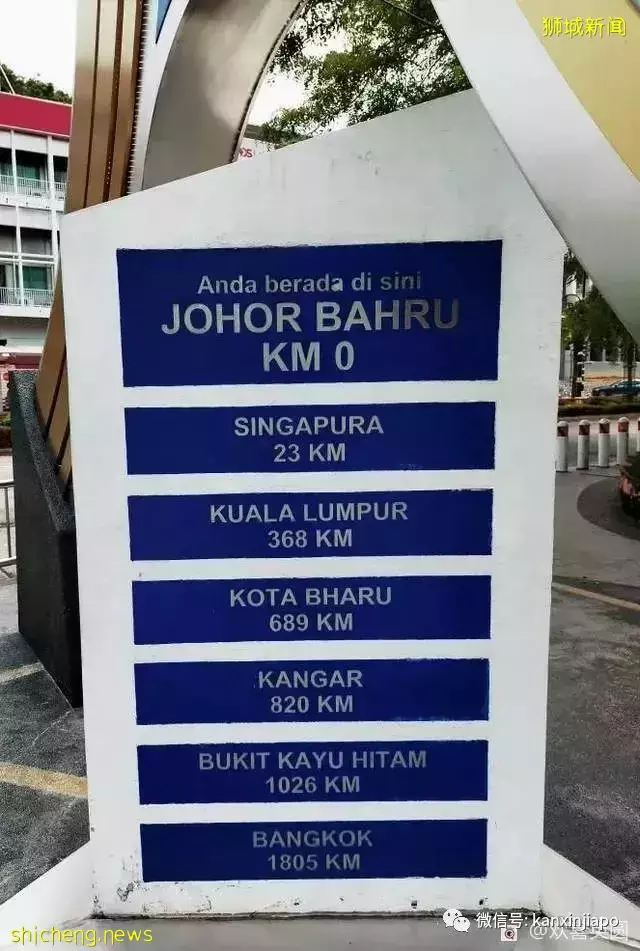 狮城新闻
Anda berada di sini
JOHOR BAHRU
KM 0
SINGAPURA
23 KM
KUALA LUMPUR
368 KM
KOTA BHARU
689 KM
KANGAR
820 KM
BUKIT KAYU HITAM
1026 KM
BANGKOK
1805 KM
微信号: kanxinjiapo
shicheng.news